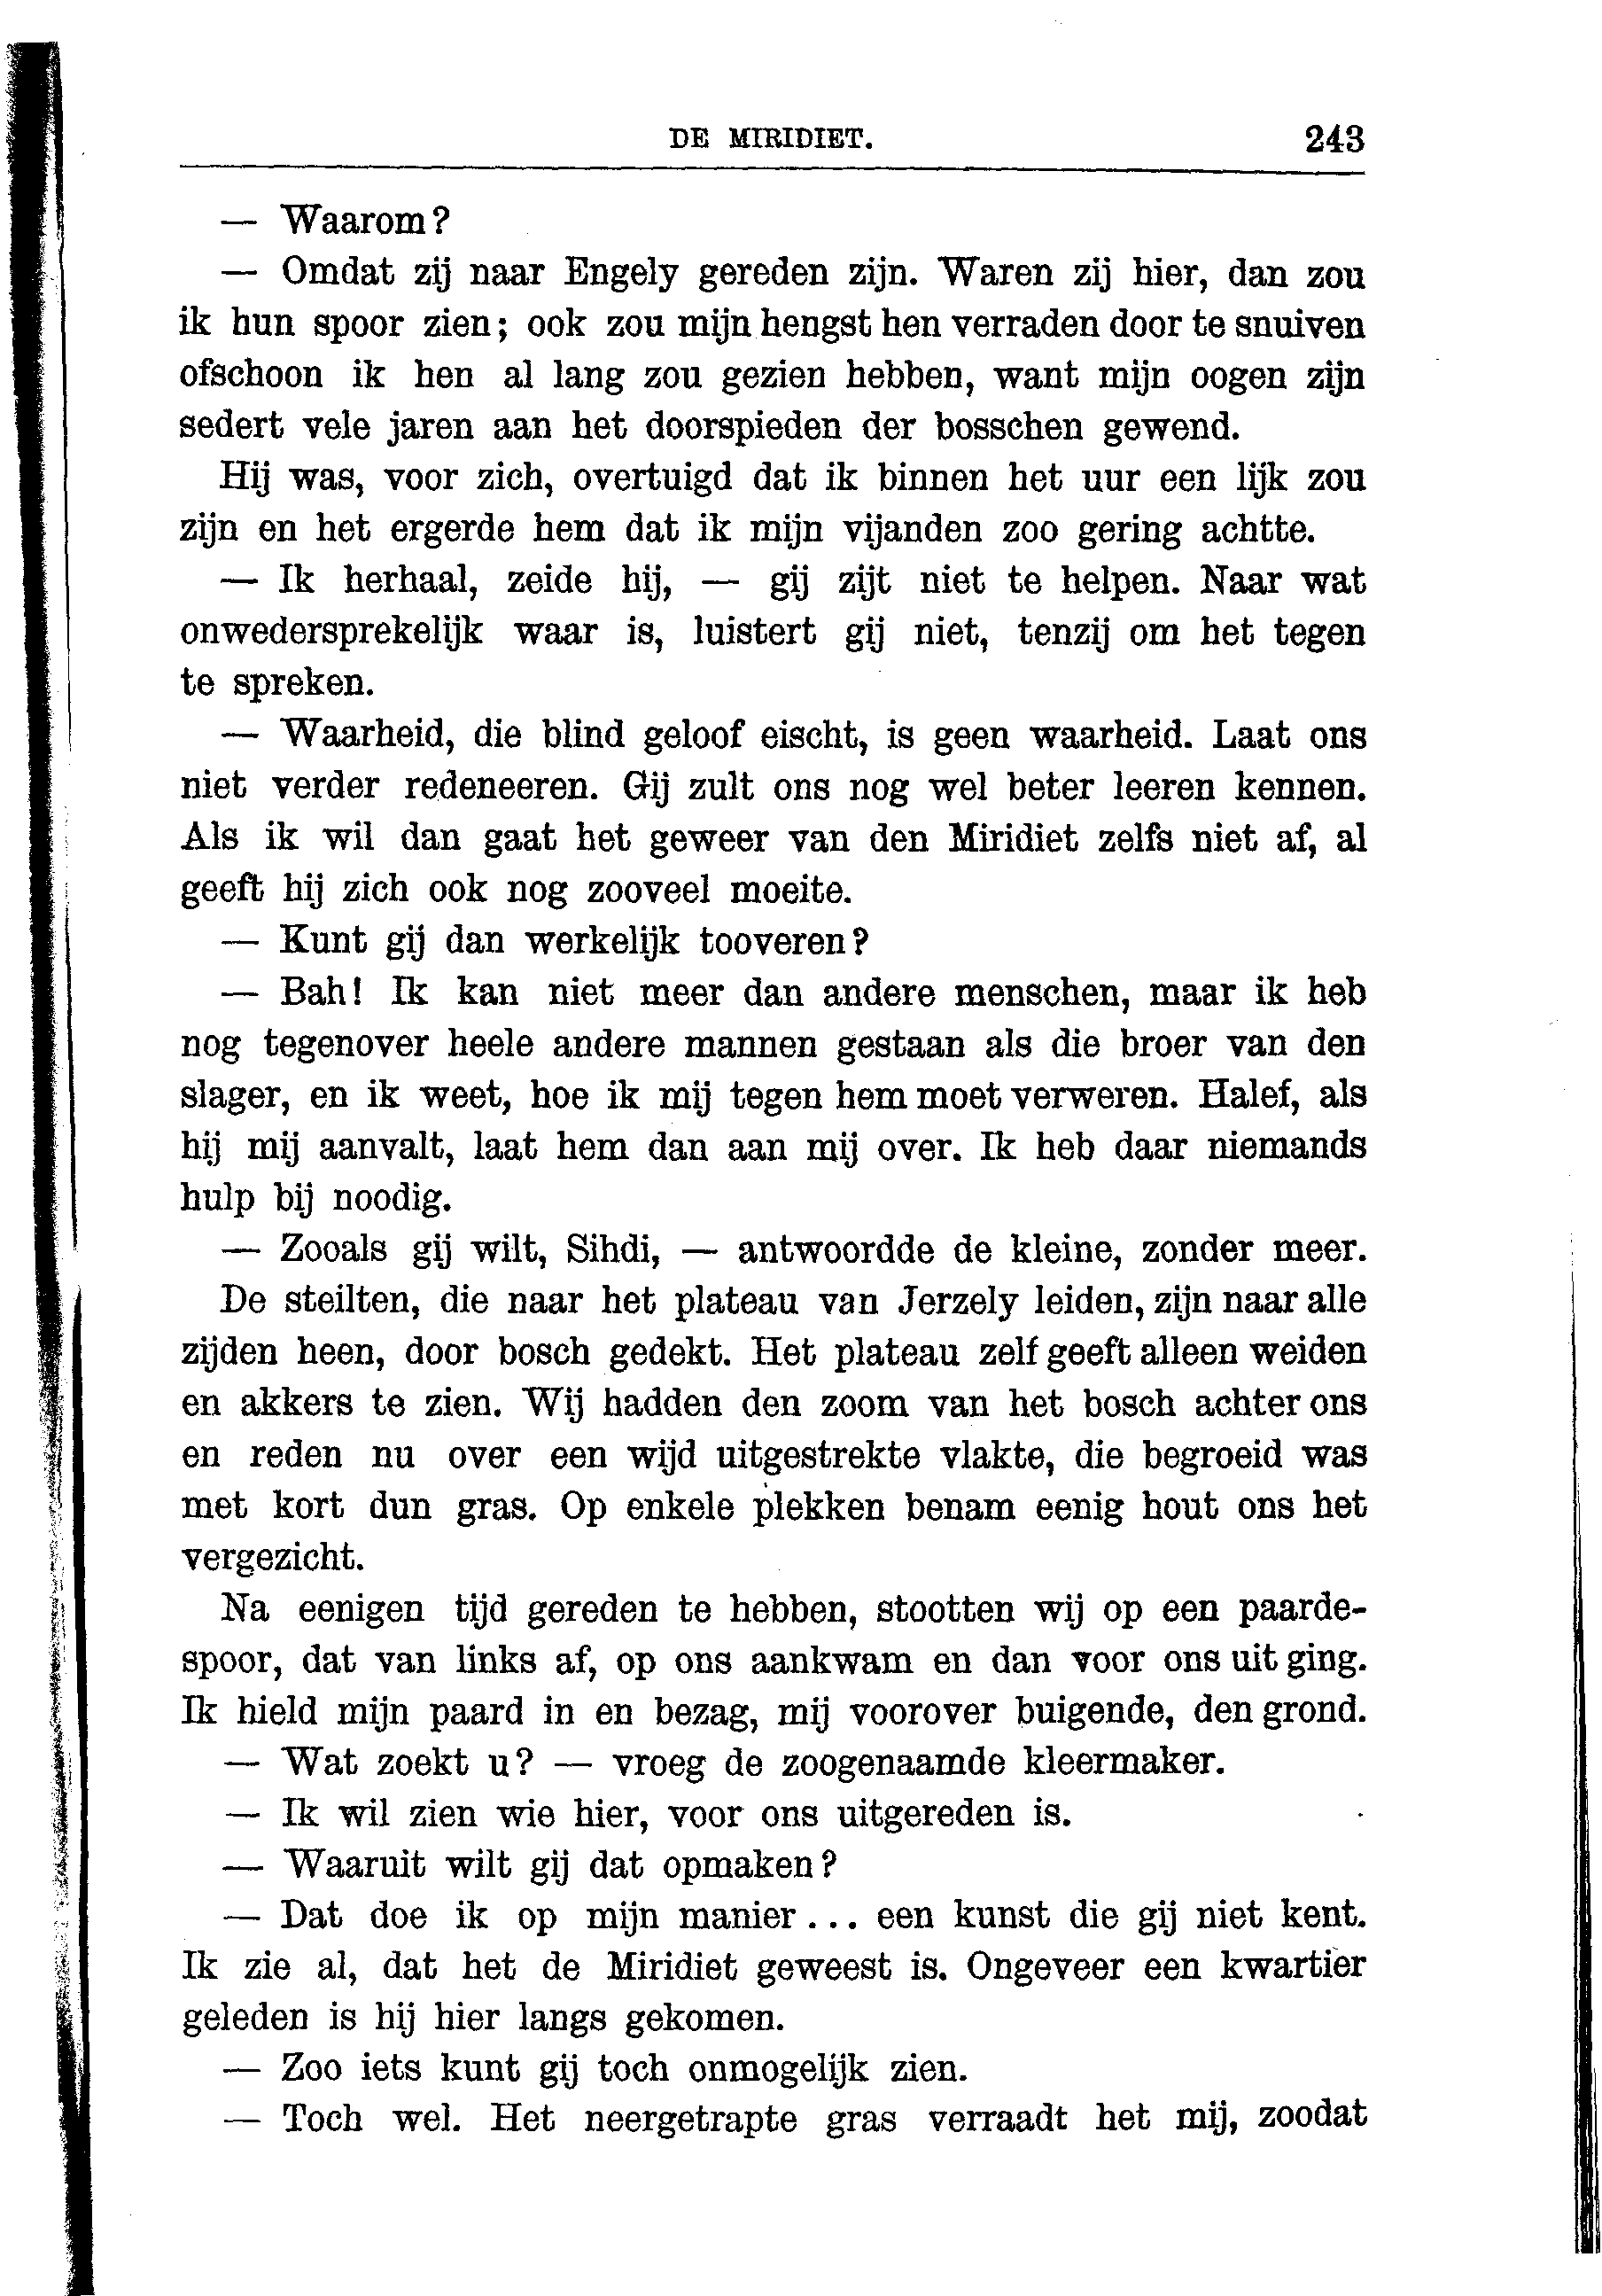 DE MIRIDIET. 243
— Waarom?
— Omdat zij naar Engely gereden zijn. Waren zij hier, dan zou
ik hun spoor zien; ook zou mijn hengst hen verraden door te snuiven
ofschoon ik hen al lang zou gezien hebben, want mijn oogen zijn
sedert vele jaren aan het doorspieden der bosschen gewend.
Hij was, voor zich, overtuigd dat ik binnen het uur een lijk zou
zijn en het ergerde hem dat ik mijn vijanden zoo gering achtte.
— Ik herhaal, zeide hij, — gij zijt niet te helpen. Naar wat
onwedersprekelijk waar is, luistert gij niet, tenzij om het tegen
te spreken.
— Waarheid, die blind geloof eischt, is geen waarheid. Laat ons
niet verder redeneeren. Gij zult ons nog wel beter leeren kennen.
Als ik wil dan gaat het geweer van den Miridiet zelfs niet af, al
geeft hij zich ook nog zooveel moeite.
— Kunt gij dan werkelijk tooveren?
— Bah! Ik kan niet meer dan andere menschen, maar ik heb
nog tegenover heele andere mannen gestaan als die broer van den
slager, en ik weet, hoe ik mij tegen hem moet verweren. Halef, als
hij mij aanvalt, laat hem dan aan mij over. Ik heb daar niemands
hulp bij noodig.
— Zooals gij wilt, Sihdi, — antwoordde de kleine, zonder meer.
De steilten, die naar het plateau van Jerzely leiden, zijn naar alle
zijden heen, door bosch gedekt. Het plateau zelf geeft alleen weiden
en akkers te zien. Wij hadden den zoom van het bosch achter ons
en reden nu over een wijd uitgestrekte vlakte, die begroeid was
met kort dun gras. Op enkele plekken benam eenig hout ons het
vergezicht.
Na eenigen tijd gereden te hebben, stootten wij op een paarde-
spoor, dat van links af, op ons aankwam en dan voor ons uit ging.
Ik hield mijn paard in en bezag, mij voorover buigende, den grond.
— Wat zoekt u? — vroeg de zoogenaamde kleermaker.
— Ik wil zien wie hier, voor ons uitgereden is.
— Waaruit wilt gij dat opmaken?
— Dat doe ik op mijn manier... een kunst die gij niet kent.
Ik zie al, dat het de Miridiet geweest is. Ongeveer een kwartier
geleden is hij hier langs gekomen.
— Zoo iets kunt gij toch onmogelijk zien.
— Toch wel. Het neergetrapte gras verraadt het mij, zoodat